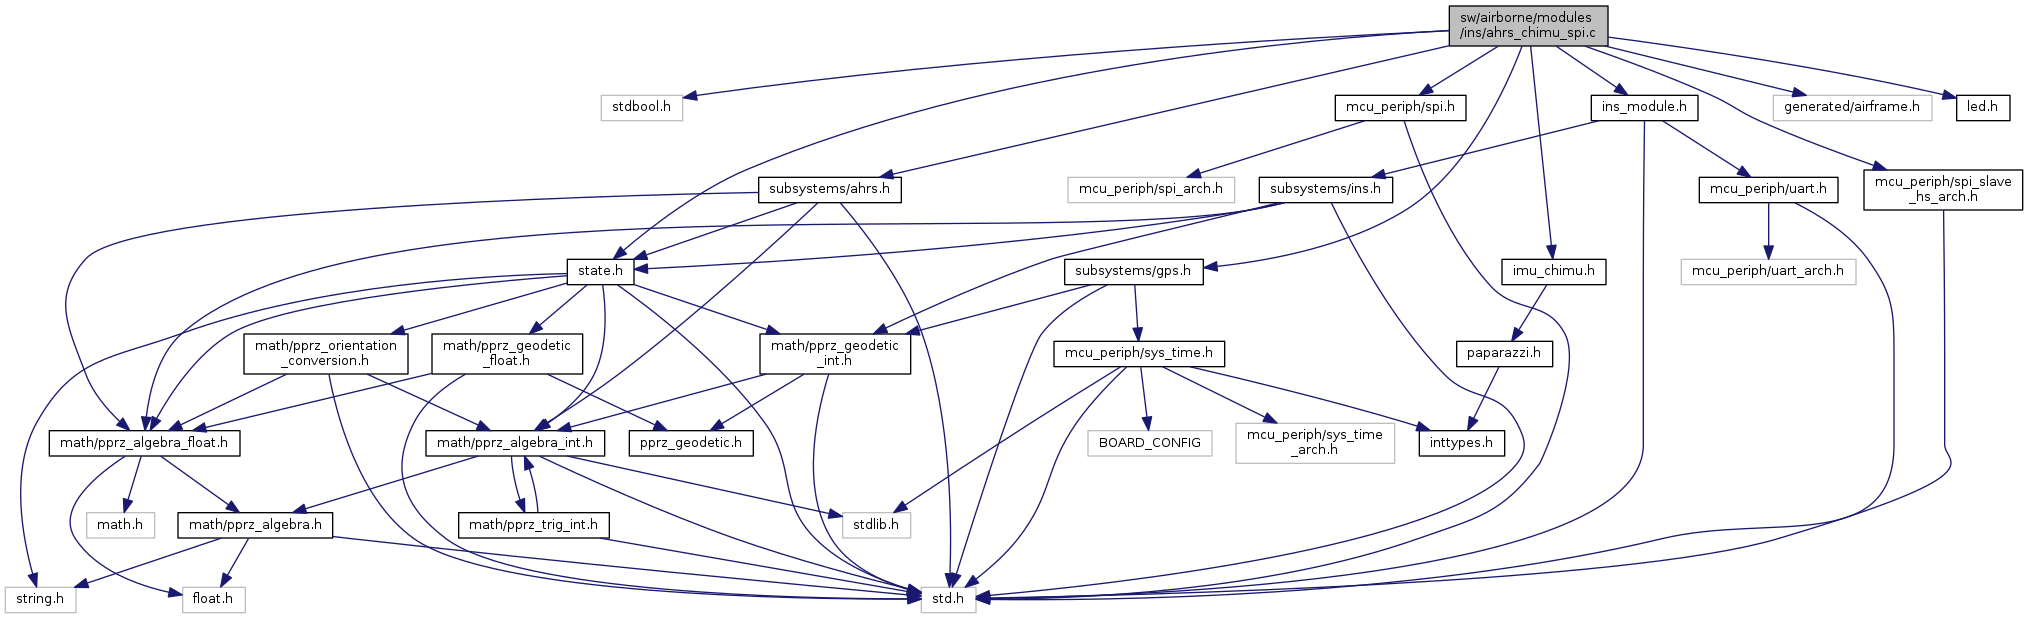 sw/airborne/modules
/ins/ahrs_chimu_spi.c
stdbool.h
mcu_periph/spi.h
ins_module.h
generated/airframe.h
led.h
subsystems/ahrs.h
mcu_periph/spi_arch.h
subsystems/ins.h
mcu_periph/uart.h
mcu_periph/spi_slave
_hs_arch.h
state.h
subsystems/gps.h
imu_chimu.h
mcu_periph/uart_arch.h
math/pprz_orientation
_conversion.h
math/pprz_geodetic
_float.h
math/pprz_geodetic
_int.h
mcu_periph/sys_time.h
paparazzi.h
math/pprz_algebra_float.h
math/pprz_algebra_int.h
pprz_geodetic.h
BOARD_CONFIG
mcu_periph/sys_time
_arch.h
inttypes.h
math.h
math/pprz_algebra.h
math/pprz_trig_int.h
stdlib.h
string.h
float.h
std.h